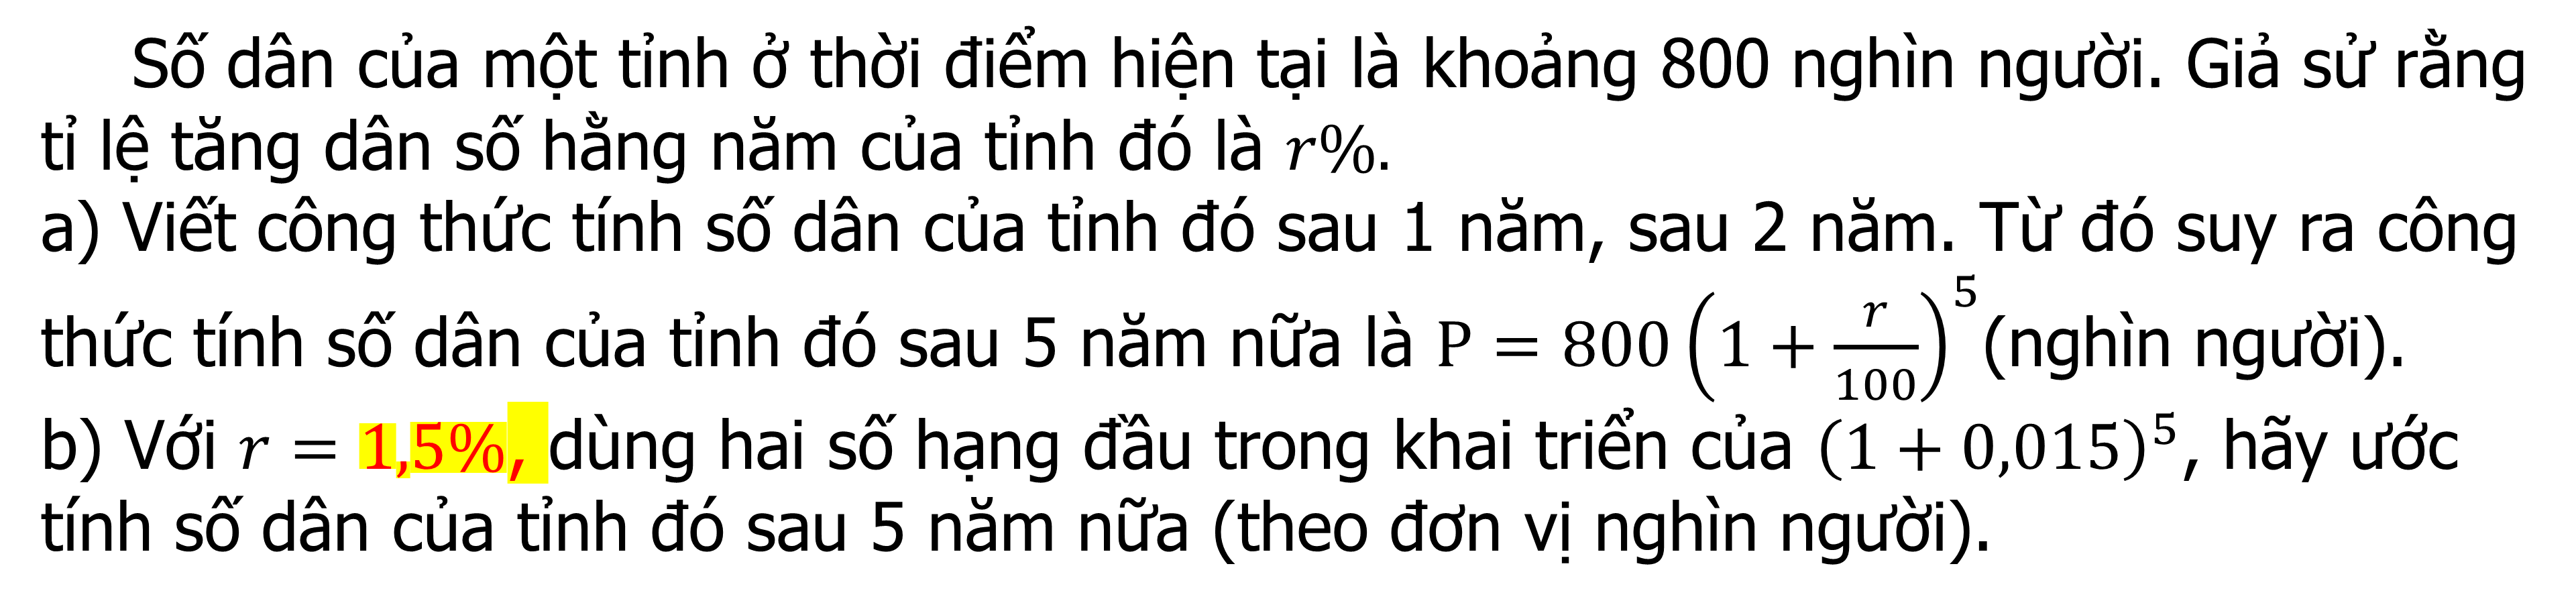 Số dân của một tỉnh ở thời điểm hiện tại là khoảng 800 nghìn người. Giả sử rằng
tỉ lệ tăng dân số hằng năm của tỉnh đó là r%.
a) Viết công thức tính số dân của tỉnh đó sau 1 năm, sau 2 năm. Từ đó suy ra công
thức tính số dân của tỉnh đó sau 5 năm nữa là P = 800 (1 + r/100)^5 (nghìn người).
b) Với r = 1,5%, dùng hai số hạng đầu trong khai triển của (1 + 0,015)^5, hãy ước
tính số dân của tỉnh đó sau 5 năm nữa (theo đơn vị nghìn người).